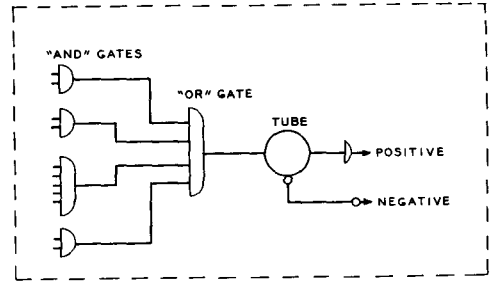 "AND" GATES
"OR" GATE
TUBE
POSITIVE
NEGATIVE